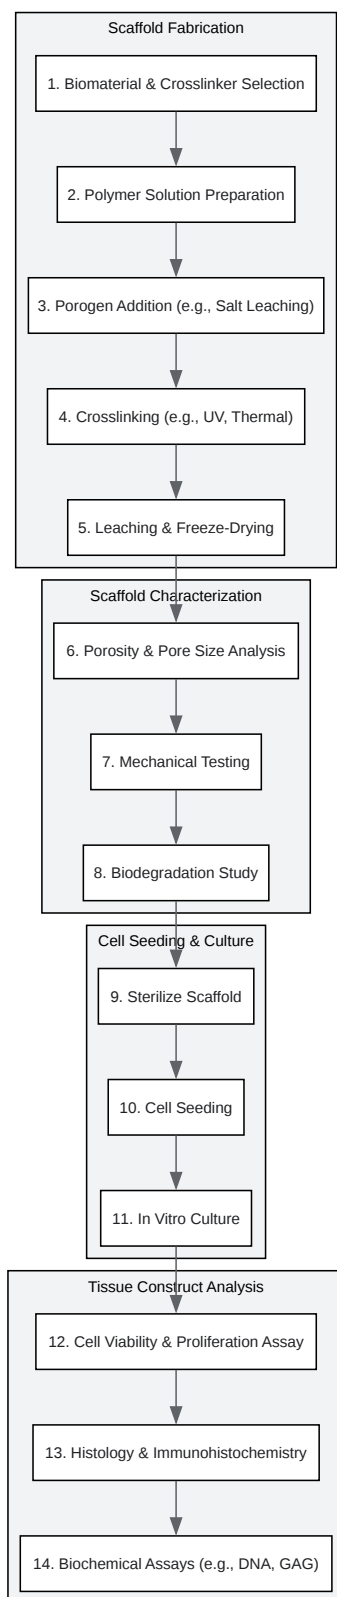 Scaffold Fabrication
1. Biomaterial & Crosslinker Selection
2. Polymer Solution Preparation
3. Porogen Addition (e.g., Salt Leaching)
4. Crosslinking (e.g., UV, Thermal)
5. Leaching & Freeze-Drying
Scaffold Characterization
6. Porosity & Pore Size Analysis
7. Mechanical Testing
8. Biodegradation Study
Cell Seeding & Culture
9. Sterilize Scaffold
10. Cell Seeding
11. In Vitro Culture
Tissue Construct Analysis
12. Cell Viability & Proliferation Assay
13. Histology & Immunohistochemistry
14. Biochemical Assays (e.g., DNA, GAG)